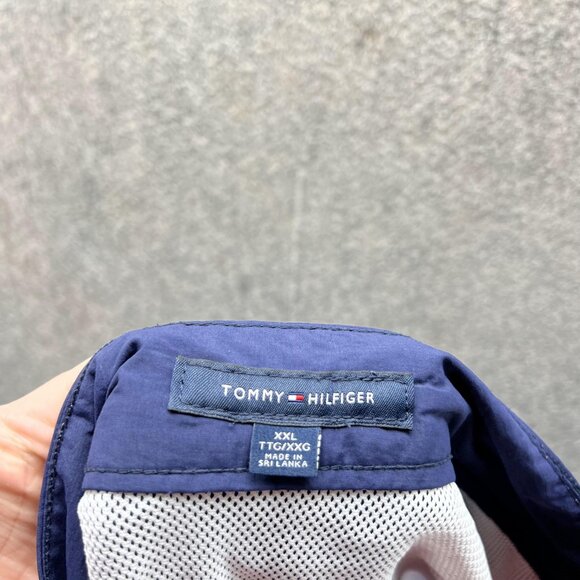 TOMMY HILFIGER
XXL
TTG/XXG
MADE IN
SRI LANKA